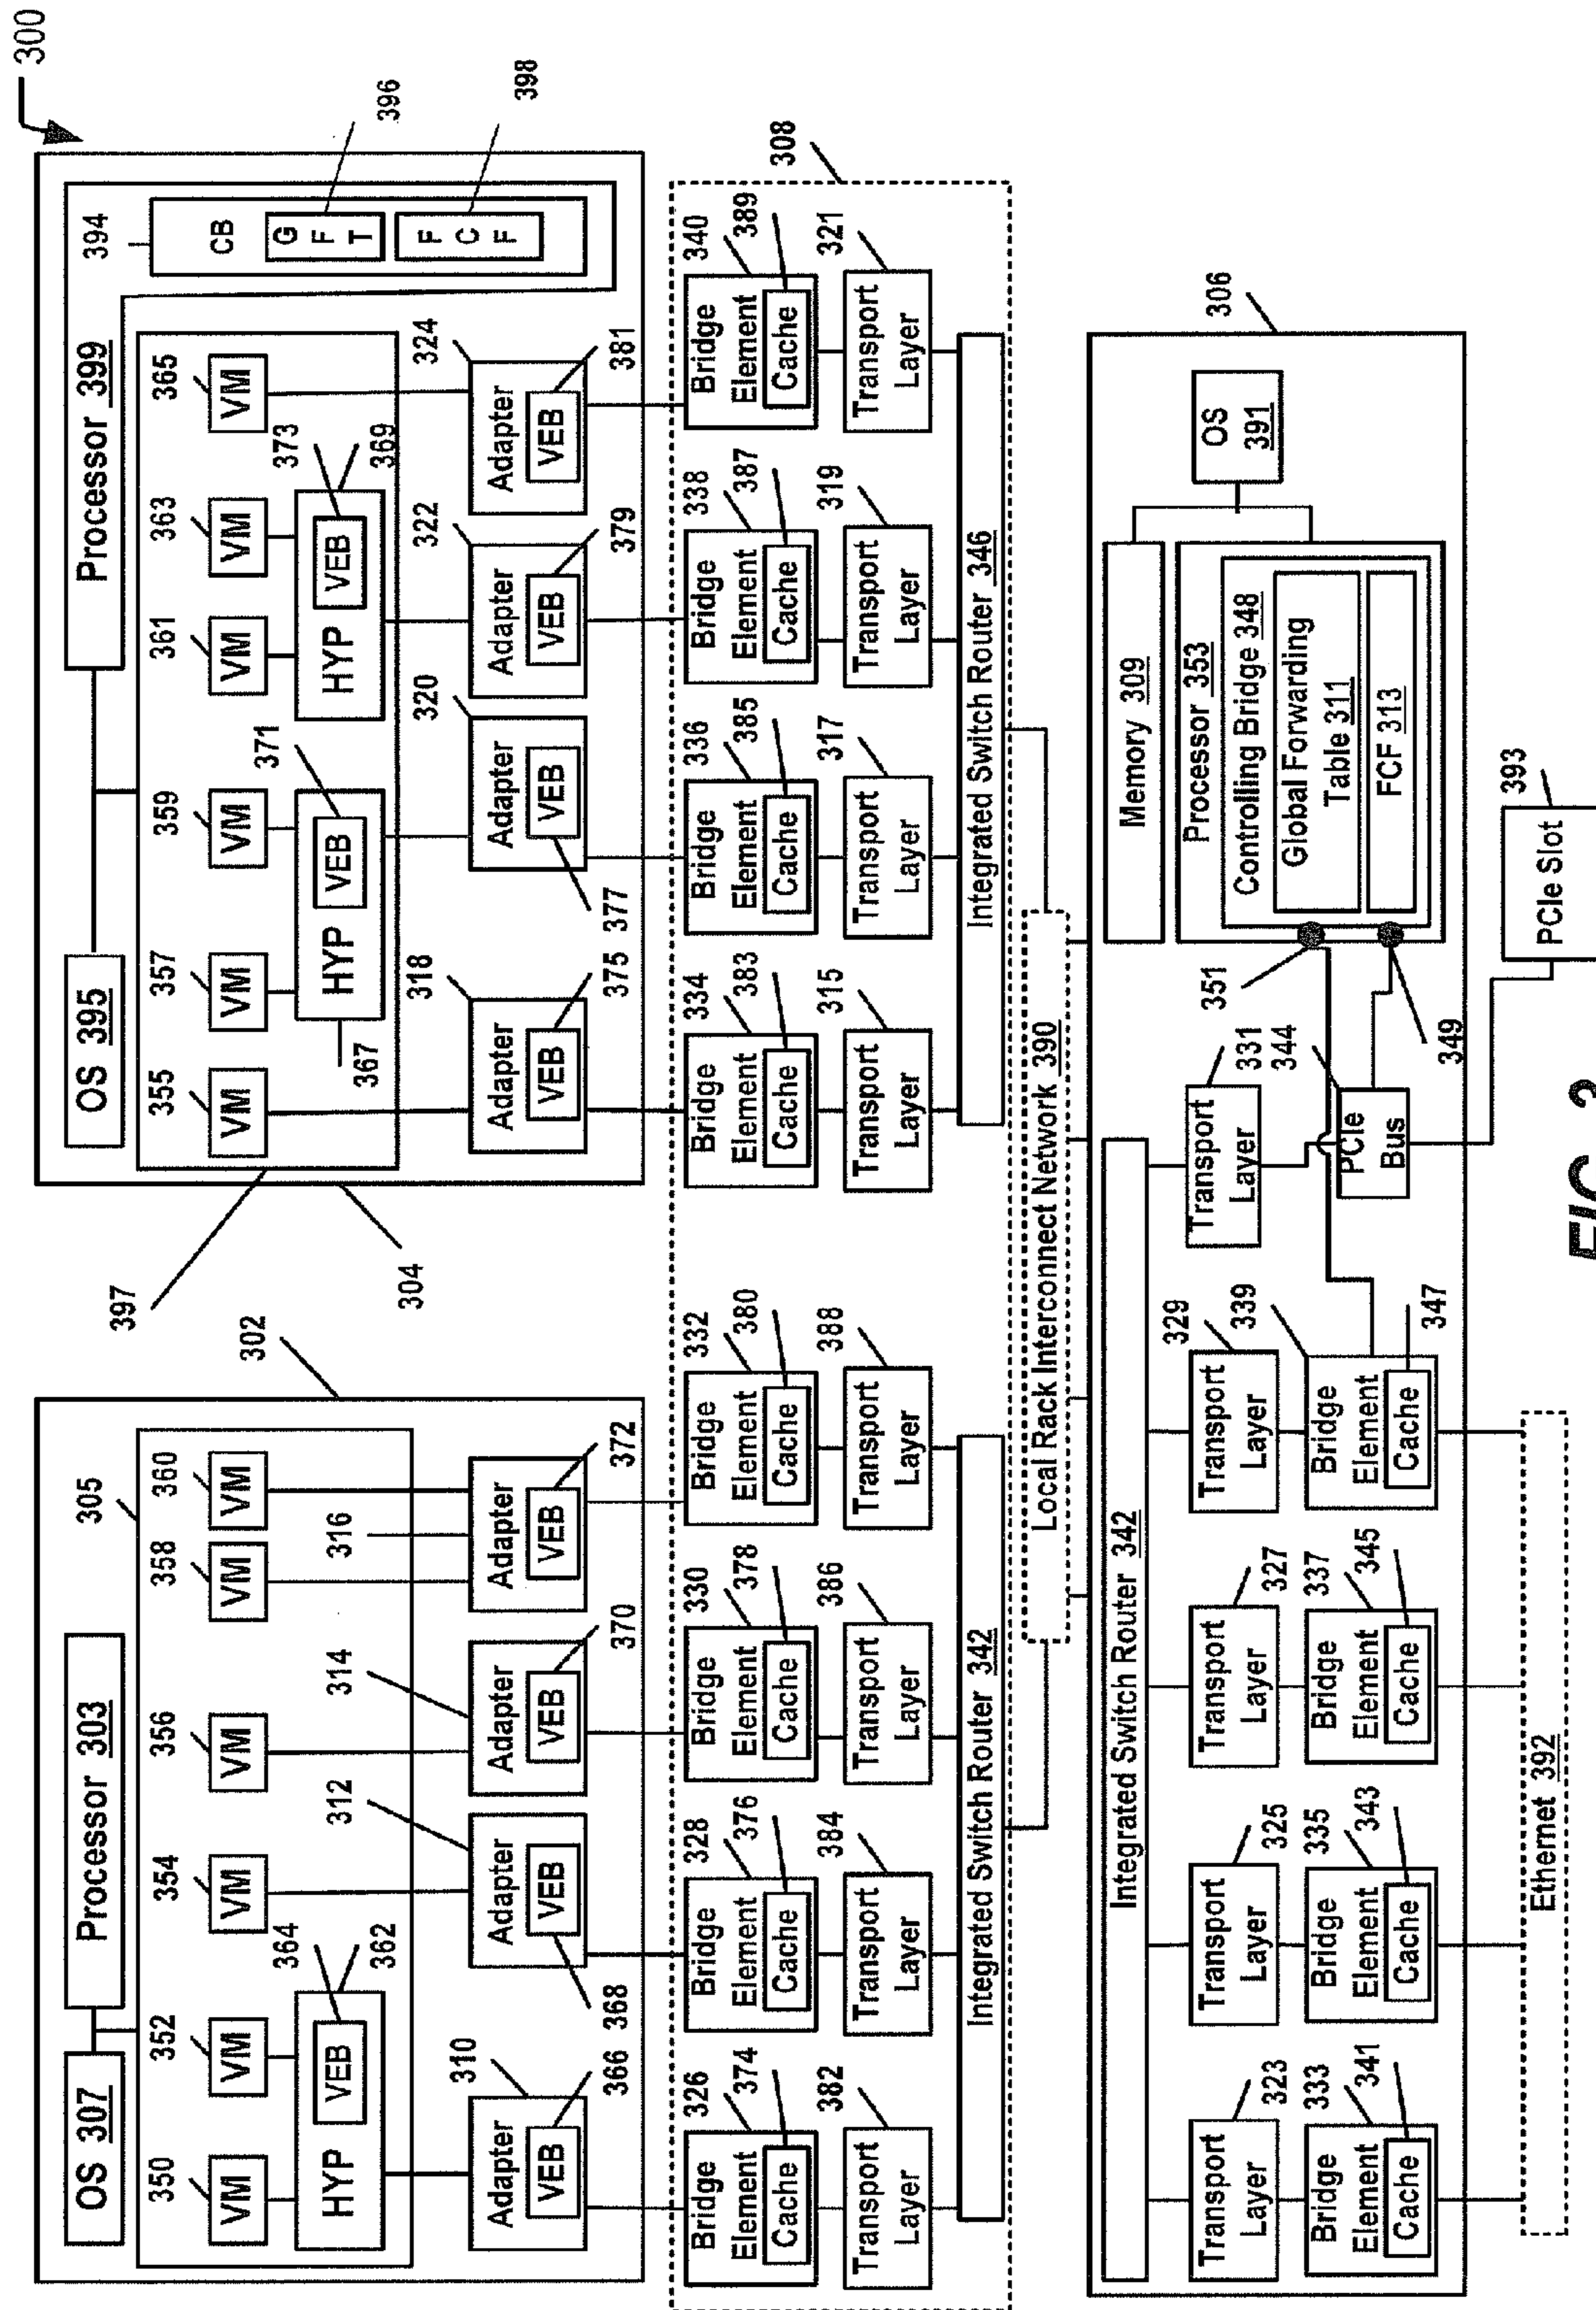 300
OS 307
Processor 303
305
302
397
OS 395
Processor 399
394
396
398
CB
G F T
F C F
350
352
354
356
358
360
VM
VM
VM
VM
VM
VM
355
357
359
361
363
365
VM
VM
VM
VM
VM
VM
364
362
HYP
VEB
312
314
316
304
367
HYP
VEB
371
HYP
VEB
373
369
310
Adapter
VEB
366
Adapter
VEB
368
Adapter
VEB
370
Adapter
VEB
372
318
Adapter
VEB
375
320
Adapter
VEB
377
322
Adapter
VEB
379
324
Adapter
VEB
381
308
326
374
Bridge
Element
Cache
328
376
Bridge
Element
Cache
330
378
Bridge
Element
Cache
332
380
Bridge
Element
Cache
334
383
Bridge
Element
Cache
336
385
Bridge
Element
Cache
338
387
Bridge
Element
Cache
340
389
Bridge
Element
Cache
382
Transport
Layer
384
Transport
Layer
386
Transport
Layer
388
Transport
Layer
315
Transport
Layer
317
Transport
Layer
319
Transport
Layer
321
Transport
Layer
Integrated Switch Router 342
Integrated Switch Router 346
Local Rack Interconnect Network 390
306
Integrated Switch Router 342
323
Transport
Layer
325
Transport
Layer
327
Transport
Layer
329
Transport
Layer
331
Transport
Layer
333
341
Bridge
Element
Cache
335
343
Bridge
Element
Cache
337
345
Bridge
Element
Cache
339
347
Bridge
Element
Cache
344
PCIe
Bus
351
349
Memory 309
Processor 353
Controlling Bridge 348
Global Forwarding
Table 311
FCF 313
OS
391
Ethernet 392
PCIe Slot
393